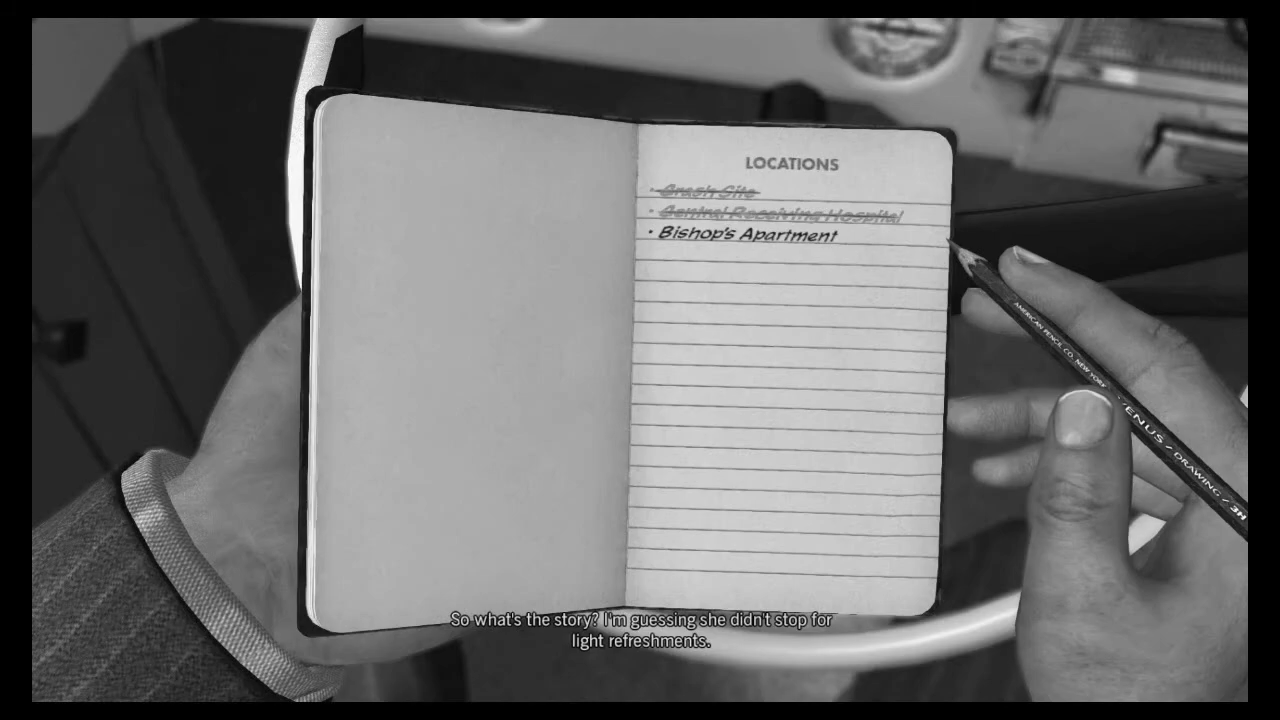 LOCATIONS
· Crash Site
· Central Receiving Hospital
· Bishop's Apartment
AMERICAN PENCIL CO. NEW YORK
VENUS / DRAWING / 3H
So what's the story? I'm guessing she didn't stop for
light refreshments.